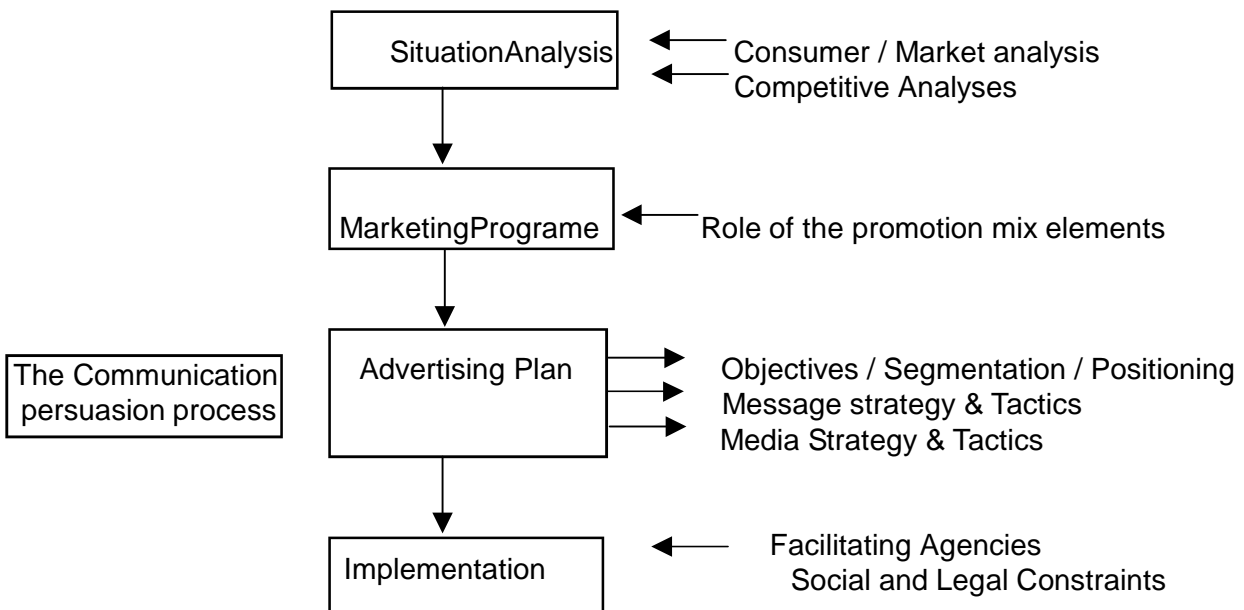 SituationAnalysis
Consumer / Market analysis
Competitive Analyses
MarketingPrograme
Role of the promotion mix elements
The Communication
persuasion process
Advertising Plan
Objectives / Segmentation / Positioning
Message strategy & Tactics
Media Strategy & Tactics
Implementation
Facilitating Agencies
Social and Legal Constraints